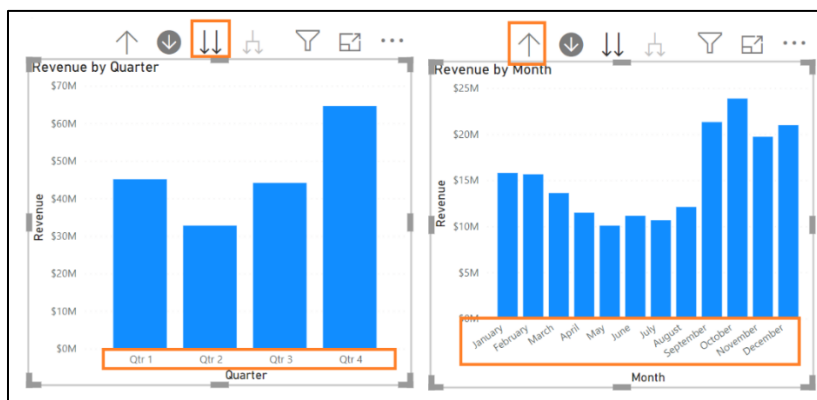 Revenue by Quarter
$70M
$60M
$50M
$40M
$30M
$20M
$10M
$0M
Revenue
Qtr 1 Qtr 2 Qtr 3 Qtr 4
Quarter
Revenue by Month
$25M
$20M
$15M
$10M
$5M
$0M
Revenue
January February March April May June July August September October November December
Month